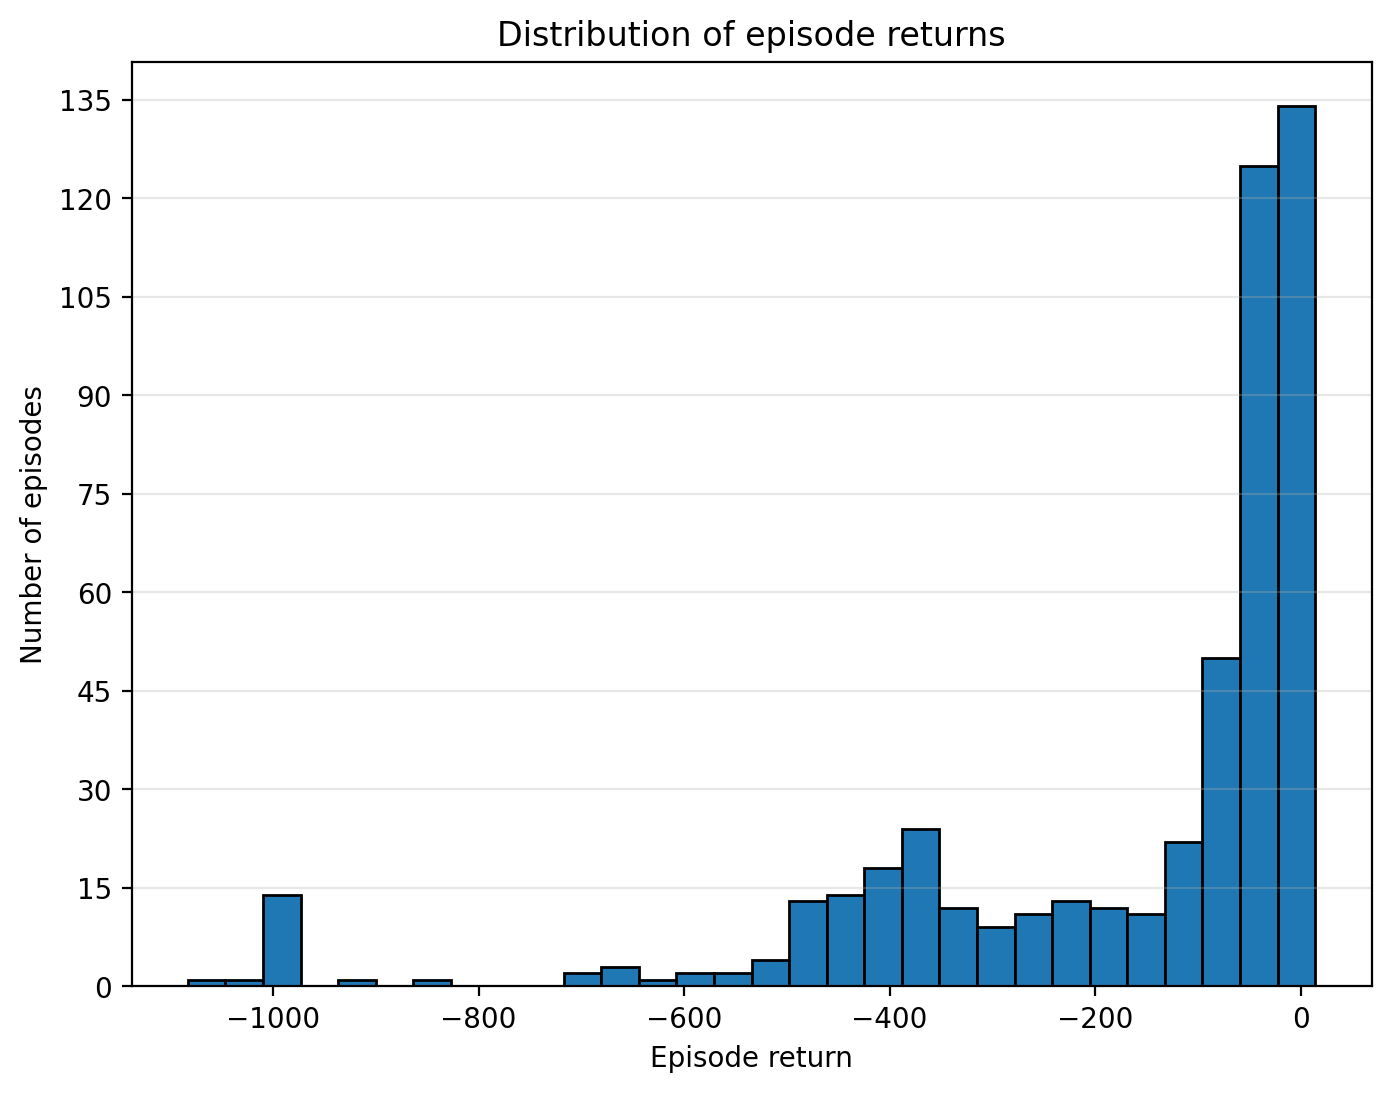 Distribution of episode returns
135
120
105
90
75
60
45
30
15
0
Number of episodes
−1000 −800 −600 −400 −200 0
Episode return